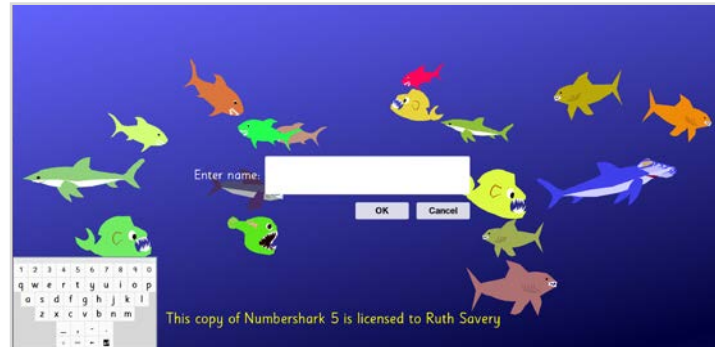 Enter name:
OK Cancel
1 2 3 4 5 6 7 8 9 0
q w e r t y u i o p
a s d f g h j k l
z x c v b n m
_ , - .
This copy of Numbershark 5 is licensed to Ruth Savery